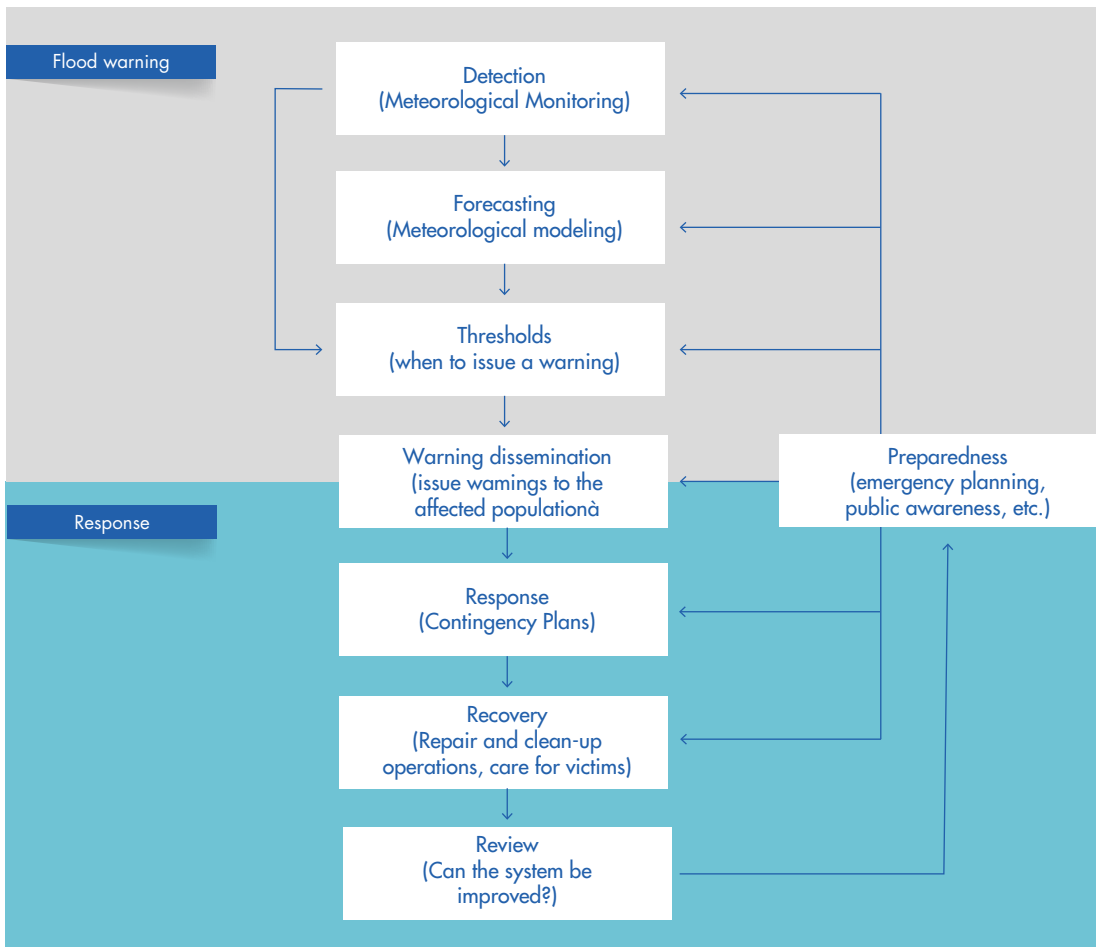 Flood warning
Detection
(Meteorological Monitoring)
Forecasting
(Meteorological modeling)
Thresholds
(when to issue a warning)
Warning dissemination
(issue wamings to the
affected populationà
Preparedness
(emergency planning,
public awareness, etc.)
Response
Response
(Contingency Plans)
Recovery
(Repair and clean-up
operations, care for victims)
Review
(Can the system be
improved?)